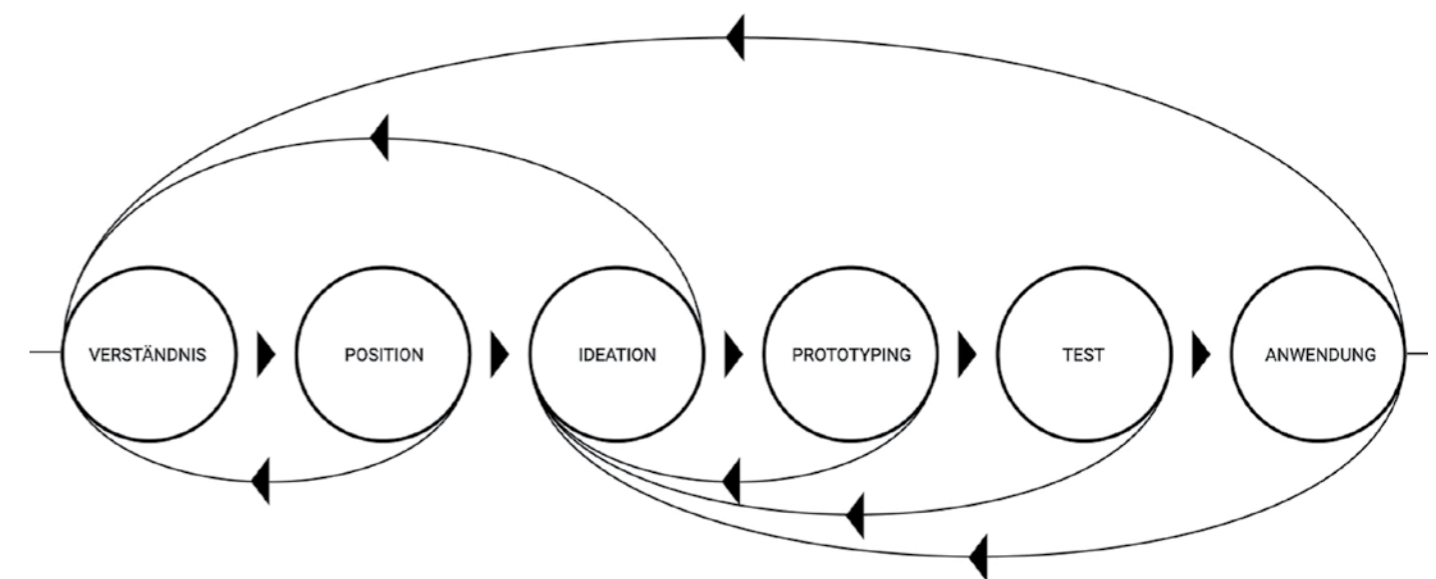 VERSTÄNDNIS
POSITION
IDEATION
PROTOTYPING
TEST
ANWENDUNG